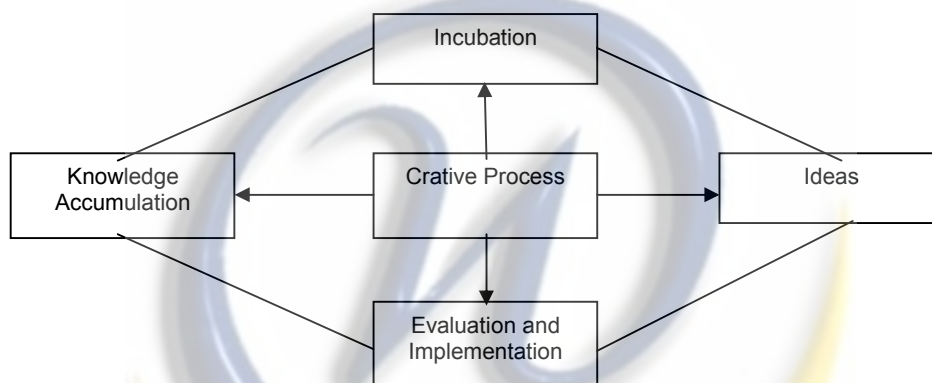 Incubation
Knowledge
Accumulation
Crative Process
Ideas
Evaluation and
Implementation